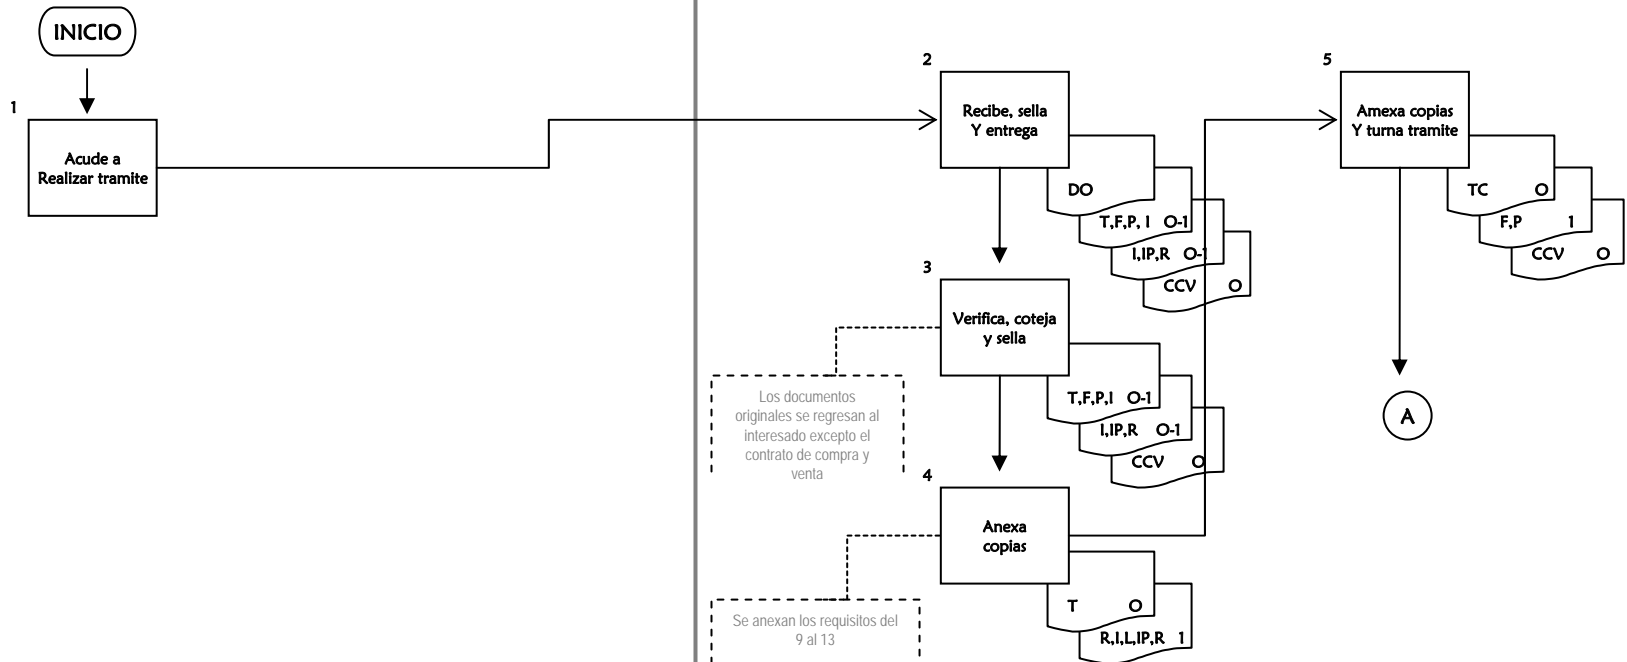 INICIO
1
Acude a
Realizar tramite
2
Recibe, sella
Y entrega
DO
T,F,P, I O-1
I,IP,R O-1
CCV O
3
Verifica, coteja
y sella
T,F,P,I O-1
I,IP,R O-1
CCV O
Los documentos
originales se regresan al
interesado excepto el
contrato de compra y
venta
4
Anexa
copias
T O
R,I,L,IP,R 1
Se anexan los requisitos del
9 al 13
5
Amexa copias
Y turna tramite
TC O
F,P 1
CCV O
A